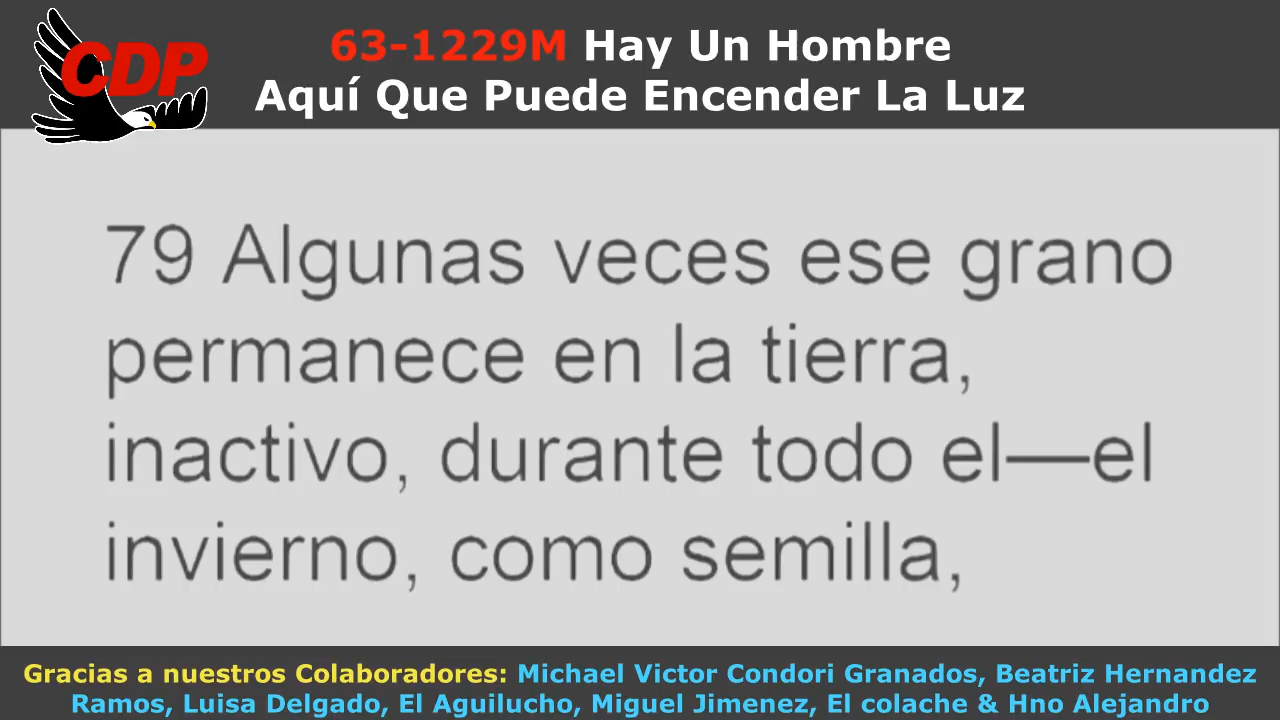 CDP
63-1229M Hay Un Hombre
Aquí Que Puede Encender La Luz
79 Algunas veces ese grano
permanece en la tierra,
inactivo, durante todo el—el
invierno, como semilla,
Gracias a nuestros Colaboradores: Michael Victor Condori Granados, Beatriz Hernandez
Ramos, Luisa Delgado, El Aguilucho, Miguel Jimenez, El colache & Hno Alejandro